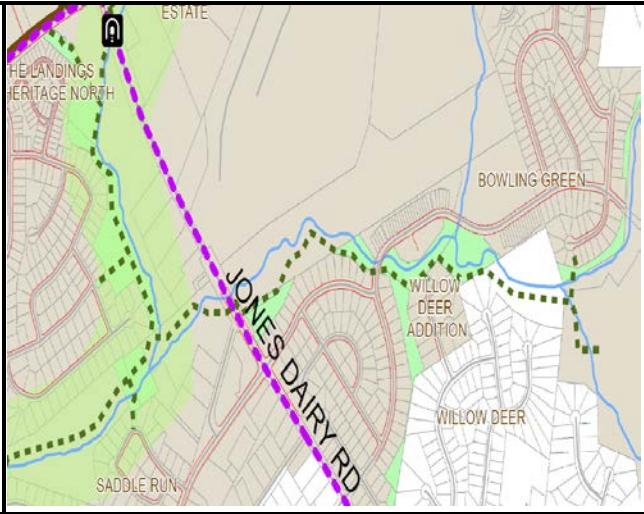 ESTATE
HE LANDINGS
HERITAGE NORTH
BOWLING GREEN
JONES DAIRY RD
WILLOW
DEER
ADDITION
WILLOW DEER
SADDLE RUN